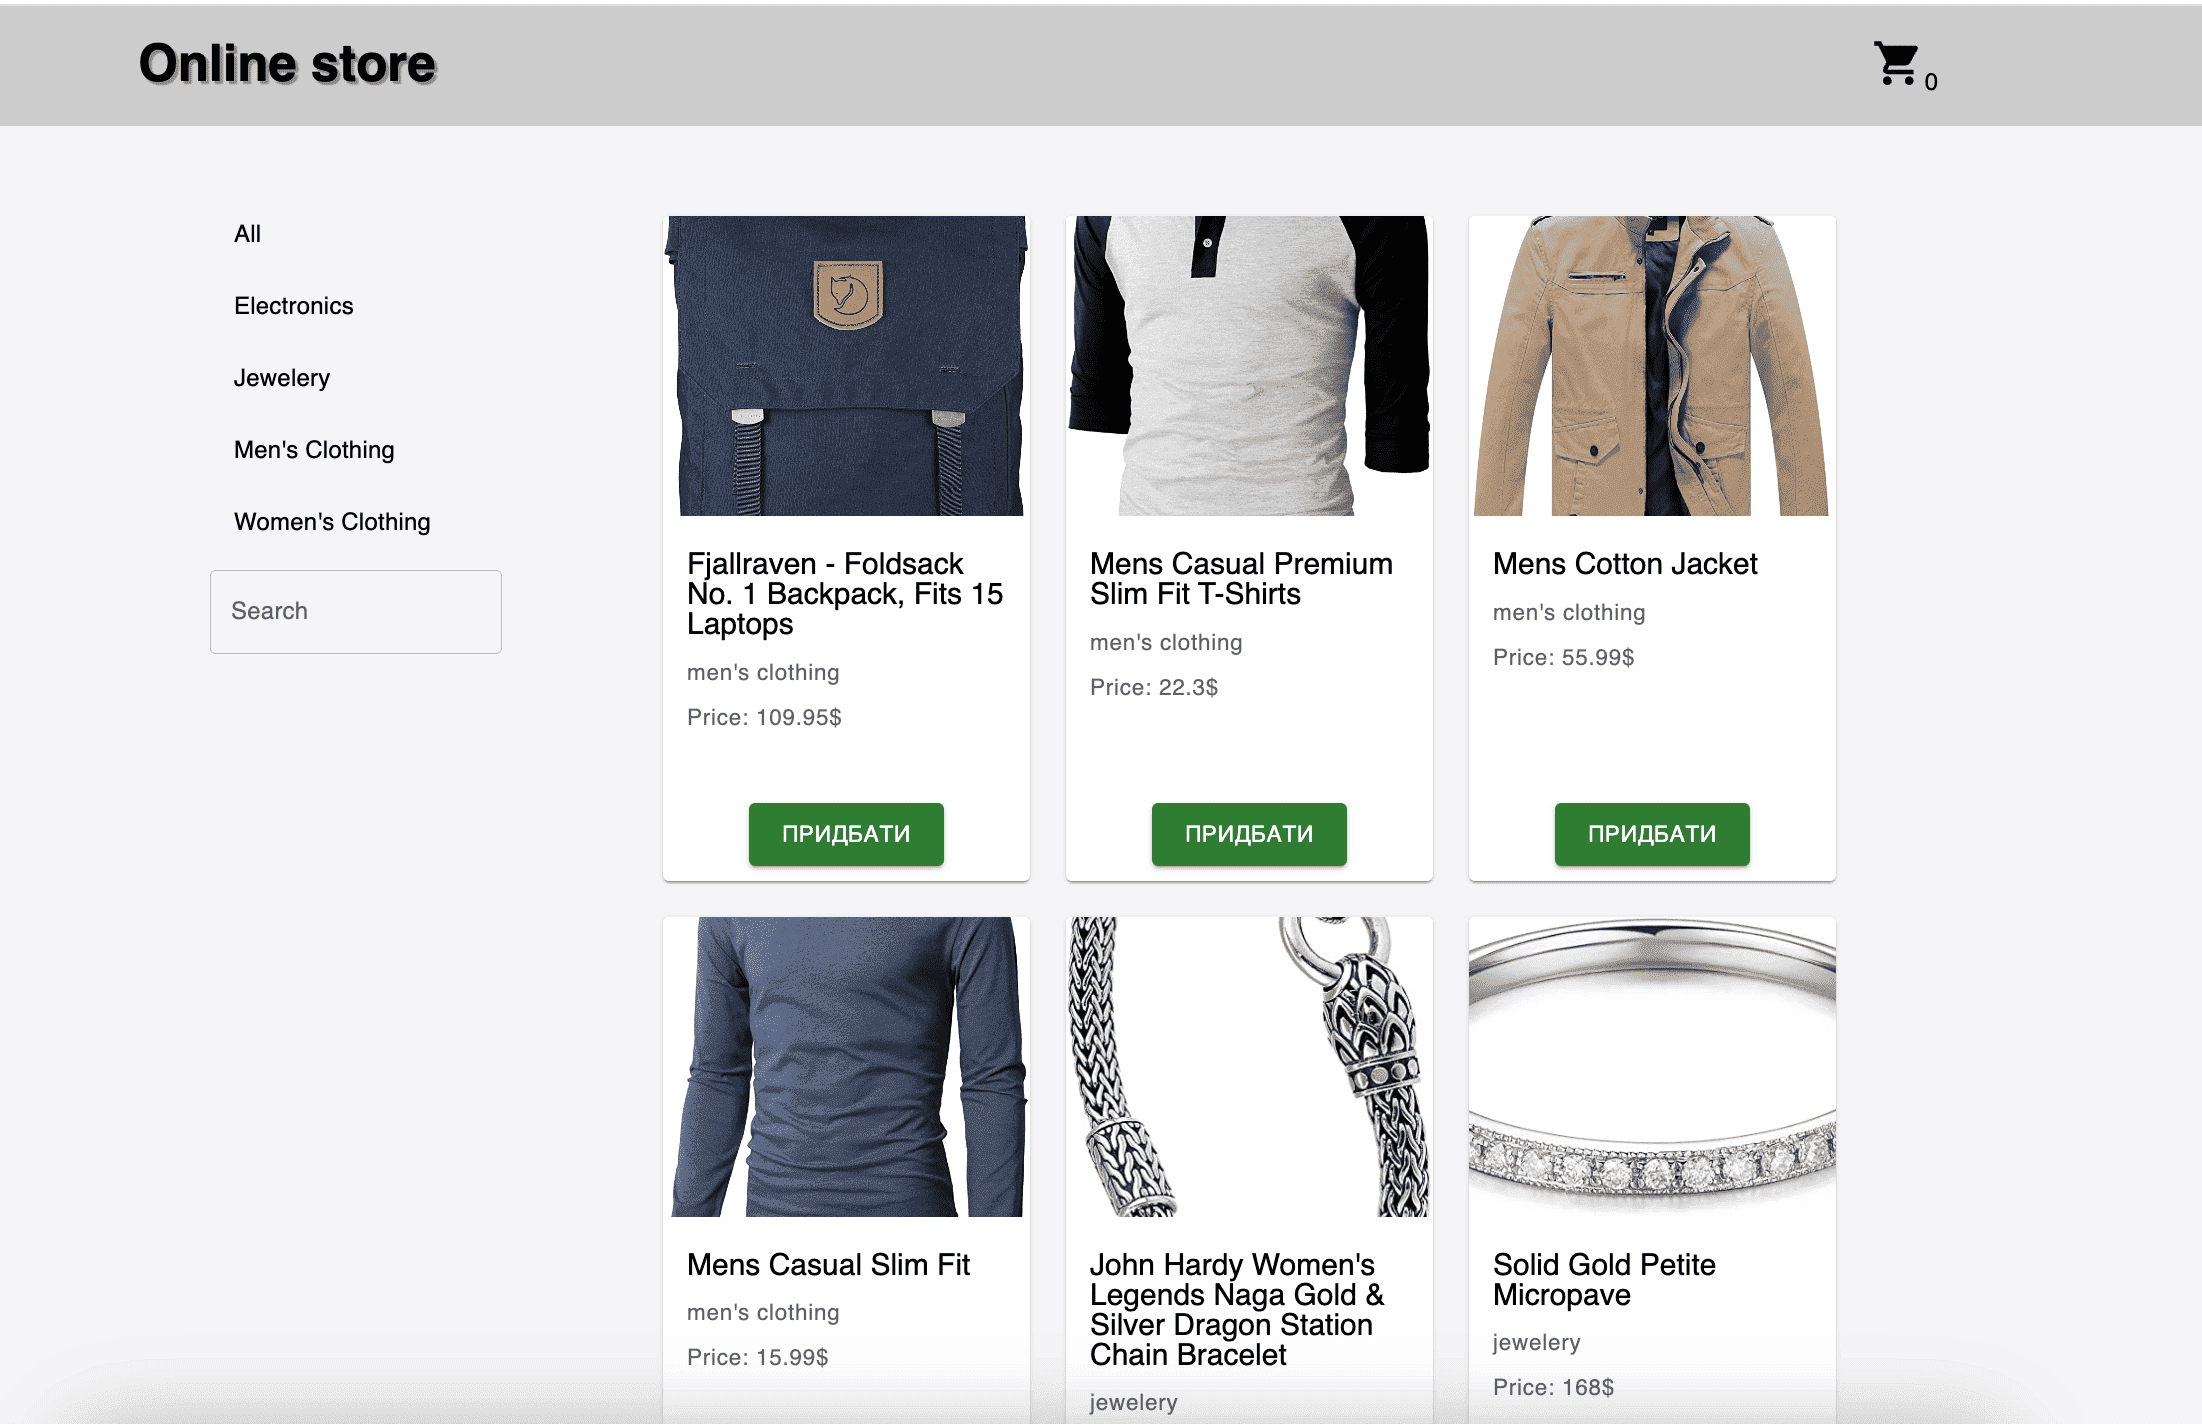 Online store
0
All
Electronics
Jewelery
Men's Clothing
Women's Clothing
Search
Fjallraven - Foldsack
No. 1 Backpack, Fits 15
Laptops
men's clothing
Price: 109.95$
ПРИДБАТИ
Mens Casual Premium
Slim Fit T-Shirts
men's clothing
Price: 22.3$
ПРИДБАТИ
Mens Cotton Jacket
men's clothing
Price: 55.99$
ПРИДБАТИ
Mens Casual Slim Fit
men's clothing
Price: 15.99$
John Hardy Women's
Legends Naga Gold &
Silver Dragon Station
Chain Bracelet
jewelery
Solid Gold Petite
Micropave
jewelery
Price: 168$